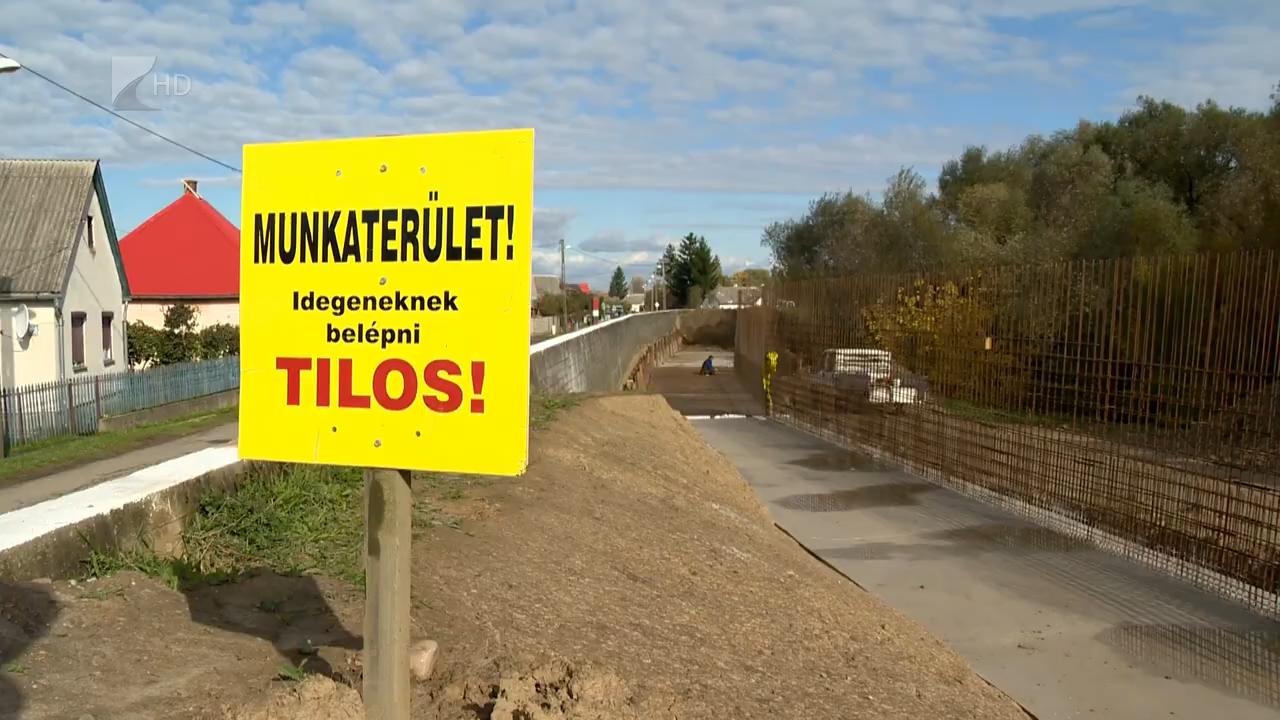 HD
MUNKATERÜLET!
Idegeneknek
belépni
TILOS!